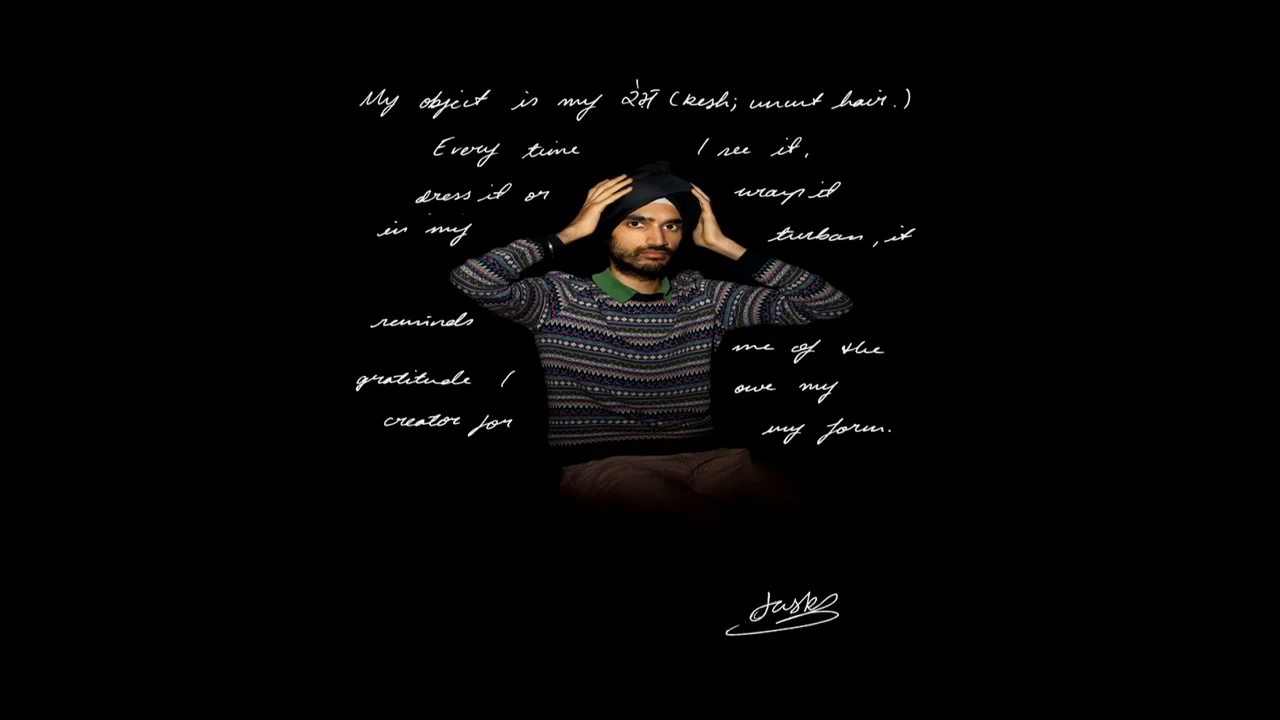 My object is my ਕੇਸ (kesh; uncut hair.)
Every time I see it,
dress it or wrap it
in my turban, it
reminds me of the
gratitude I owe my
creator for my form.